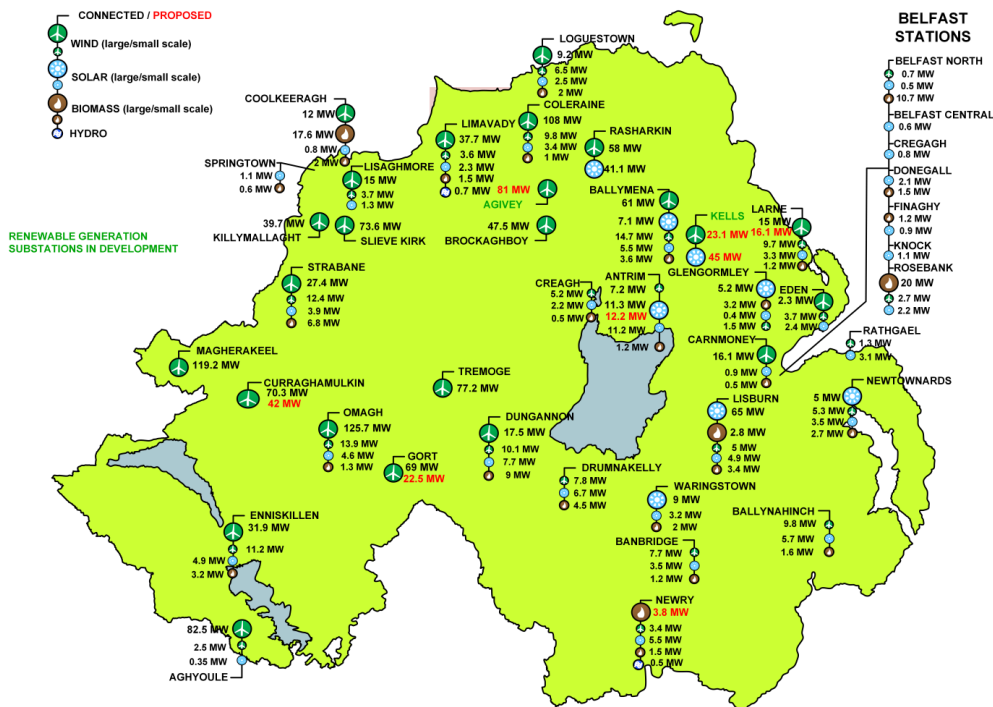 CONNECTED / PROPOSED
WIND (large/small scale)
SOLAR (large/small scale)
BIOMASS (large/small scale)
HYDRO
RENEWABLE GENERATION
SUBSTATIONS IN DEVELOPMENT
LOGUESTOWN
9.2 MW
6.5 MW
2.5 MW
2 MW
COOLKEERAGH
12 MW
17.6 MW
0.8 MW
2 MW
COLERAINE
108 MW
9.8 MW
3.4 MW
1 MW
LIMAVADY
37.7 MW
3.6 MW
2.3 MW
1.5 MW
0.7 MW
RASHARKIN
58 MW
41.1 MW
SPRINGTOWN
1.1 MW
0.6 MW
LISAGHMORE
15 MW
3.7 MW
1.3 MW
81 MW
AGIVEY
BALLYMENA
61 MW
7.1 MW
14.7 MW
5.5 MW
3.6 MW
KELLS
23.1 MW
45 MW
LARNE
15 MW
16.1 MW
9.7 MW
3.3 MW
1.2 MW
39.7 MW
KILLYMALLAGHT
73.6 MW
SLIEVE KIRK
47.5 MW
BROCKAGHBOY
STRABANE
27.4 MW
12.4 MW
3.9 MW
6.8 MW
CREAGH
5.2 MW
2.2 MW
0.5 MW
ANTRIM
7.2 MW
11.3 MW
12.2 MW
11.2 MW
1.2 MW
GLENGORMLEY
5.2 MW
3.2 MW
0.4 MW
1.5 MW
EDEN
2.3 MW
3.7 MW
2.4 MW
CARNMONEY
16.1 MW
0.9 MW
0.5 MW
RATHGAEL
1.3 MW
3.1 MW
MAGHERAKEEL
119.2 MW
CURRAGHAMULKIN
70.3 MW
42 MW
TREMOGE
77.2 MW
NEWTOWNARDS
5 MW
5.3 MW
3.5 MW
2.7 MW
LISBURN
65 MW
2.8 MW
5 MW
4.9 MW
3.4 MW
OMAGH
125.7 MW
13.9 MW
4.6 MW
1.3 MW
GORT
69 MW
22.5 MW
DUNGANNON
17.5 MW
10.1 MW
7.7 MW
9 MW
DRUMNAKELLY
7.8 MW
6.7 MW
4.5 MW
WARINGSTOWN
9 MW
3.2 MW
2 MW
BALLYNAHINCH
9.8 MW
5.7 MW
1.6 MW
ENNISKILLEN
31.9 MW
11.2 MW
4.9 MW
3.2 MW
BANBRIDGE
7.7 MW
3.5 MW
1.2 MW
NEWRY
3.8 MW
3.4 MW
5.5 MW
1.5 MW
0.5 MW
82.5 MW
2.5 MW
0.35 MW
AGHYOULE
BELFAST
STATIONS
BELFAST NORTH
0.7 MW
0.5 MW
10.7 MW
BELFAST CENTRAL
0.6 MW
CREGAGH
0.8 MW
DONEGALL
2.1 MW
1.5 MW
FINAGHY
1.2 MW
0.9 MW
KNOCK
1.1 MW
ROSEBANK
20 MW
2.7 MW
2.2 MW